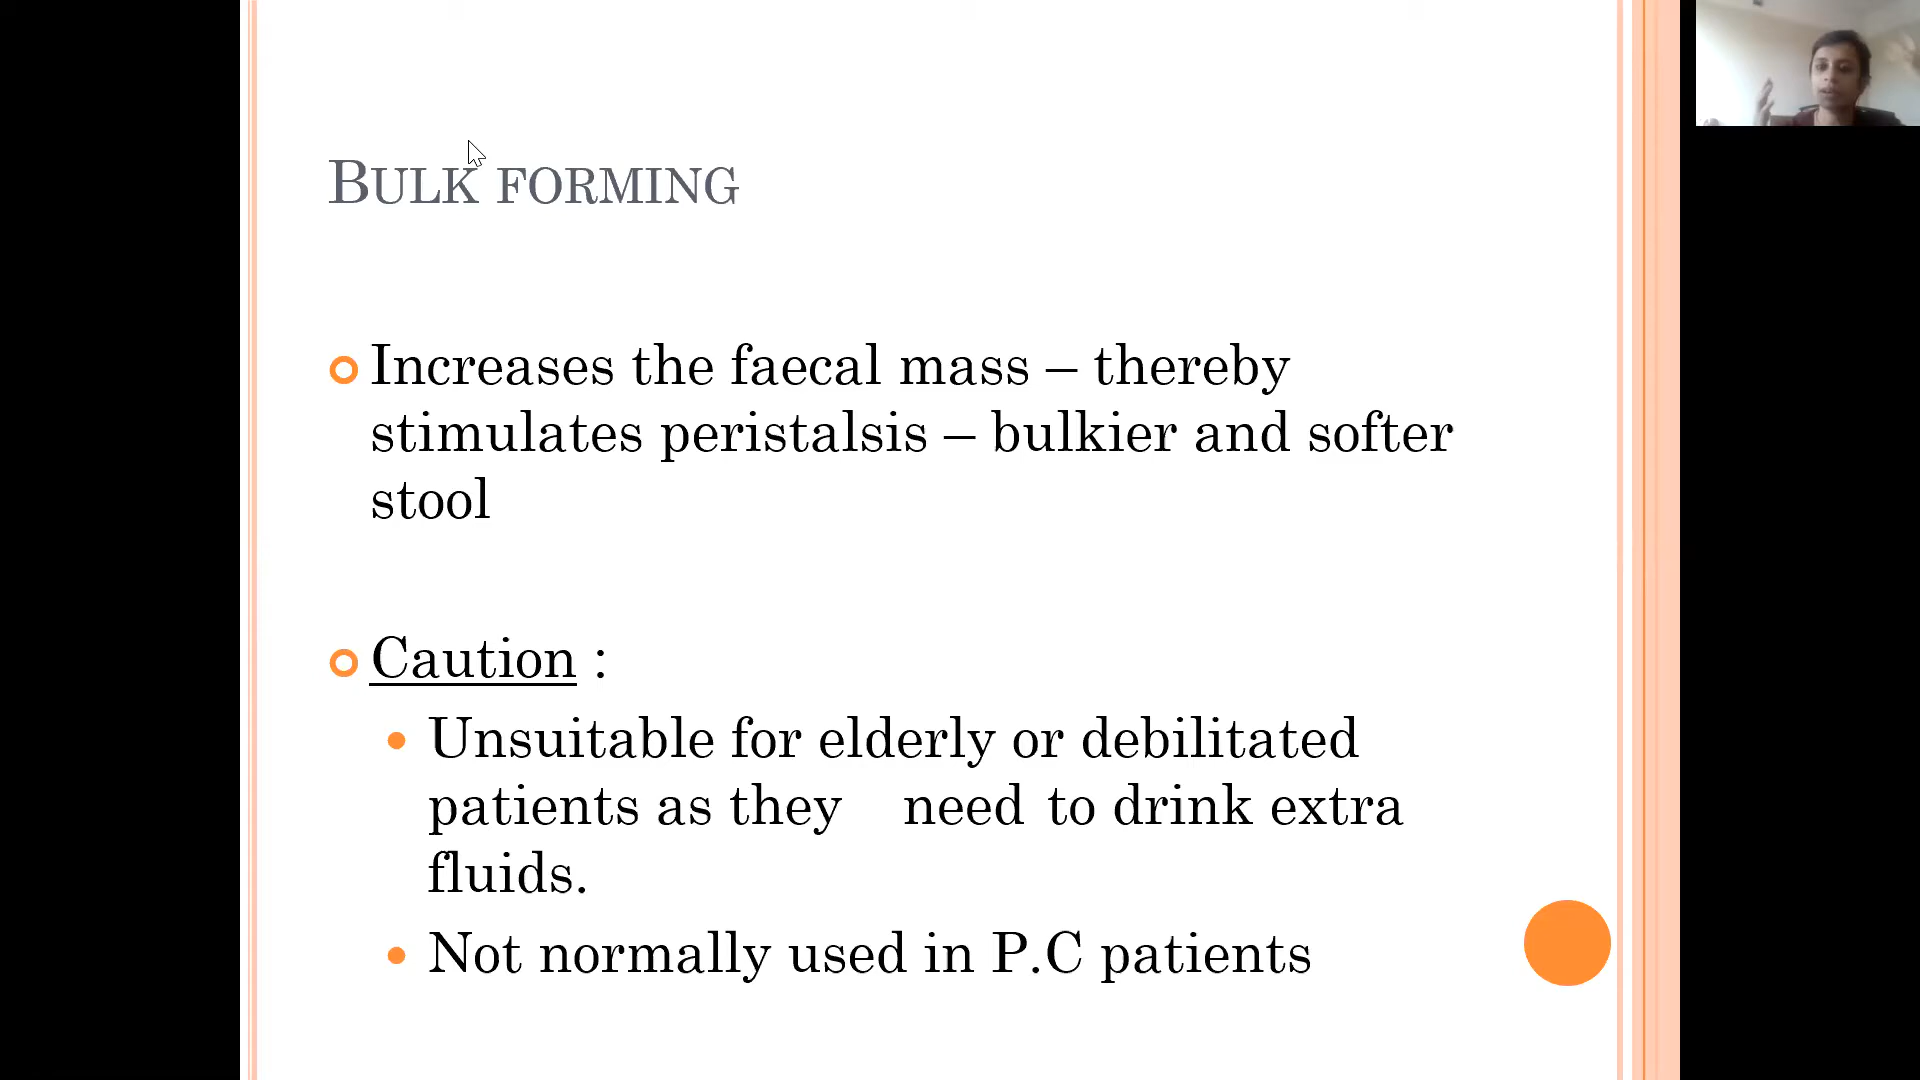 BULK FORMING
Increases the faecal mass – thereby
stimulates peristalsis – bulkier and softer
stool
Caution :
Unsuitable for elderly or debilitated
patients as they need to drink extra
fluids.
Not normally used in P.C patients